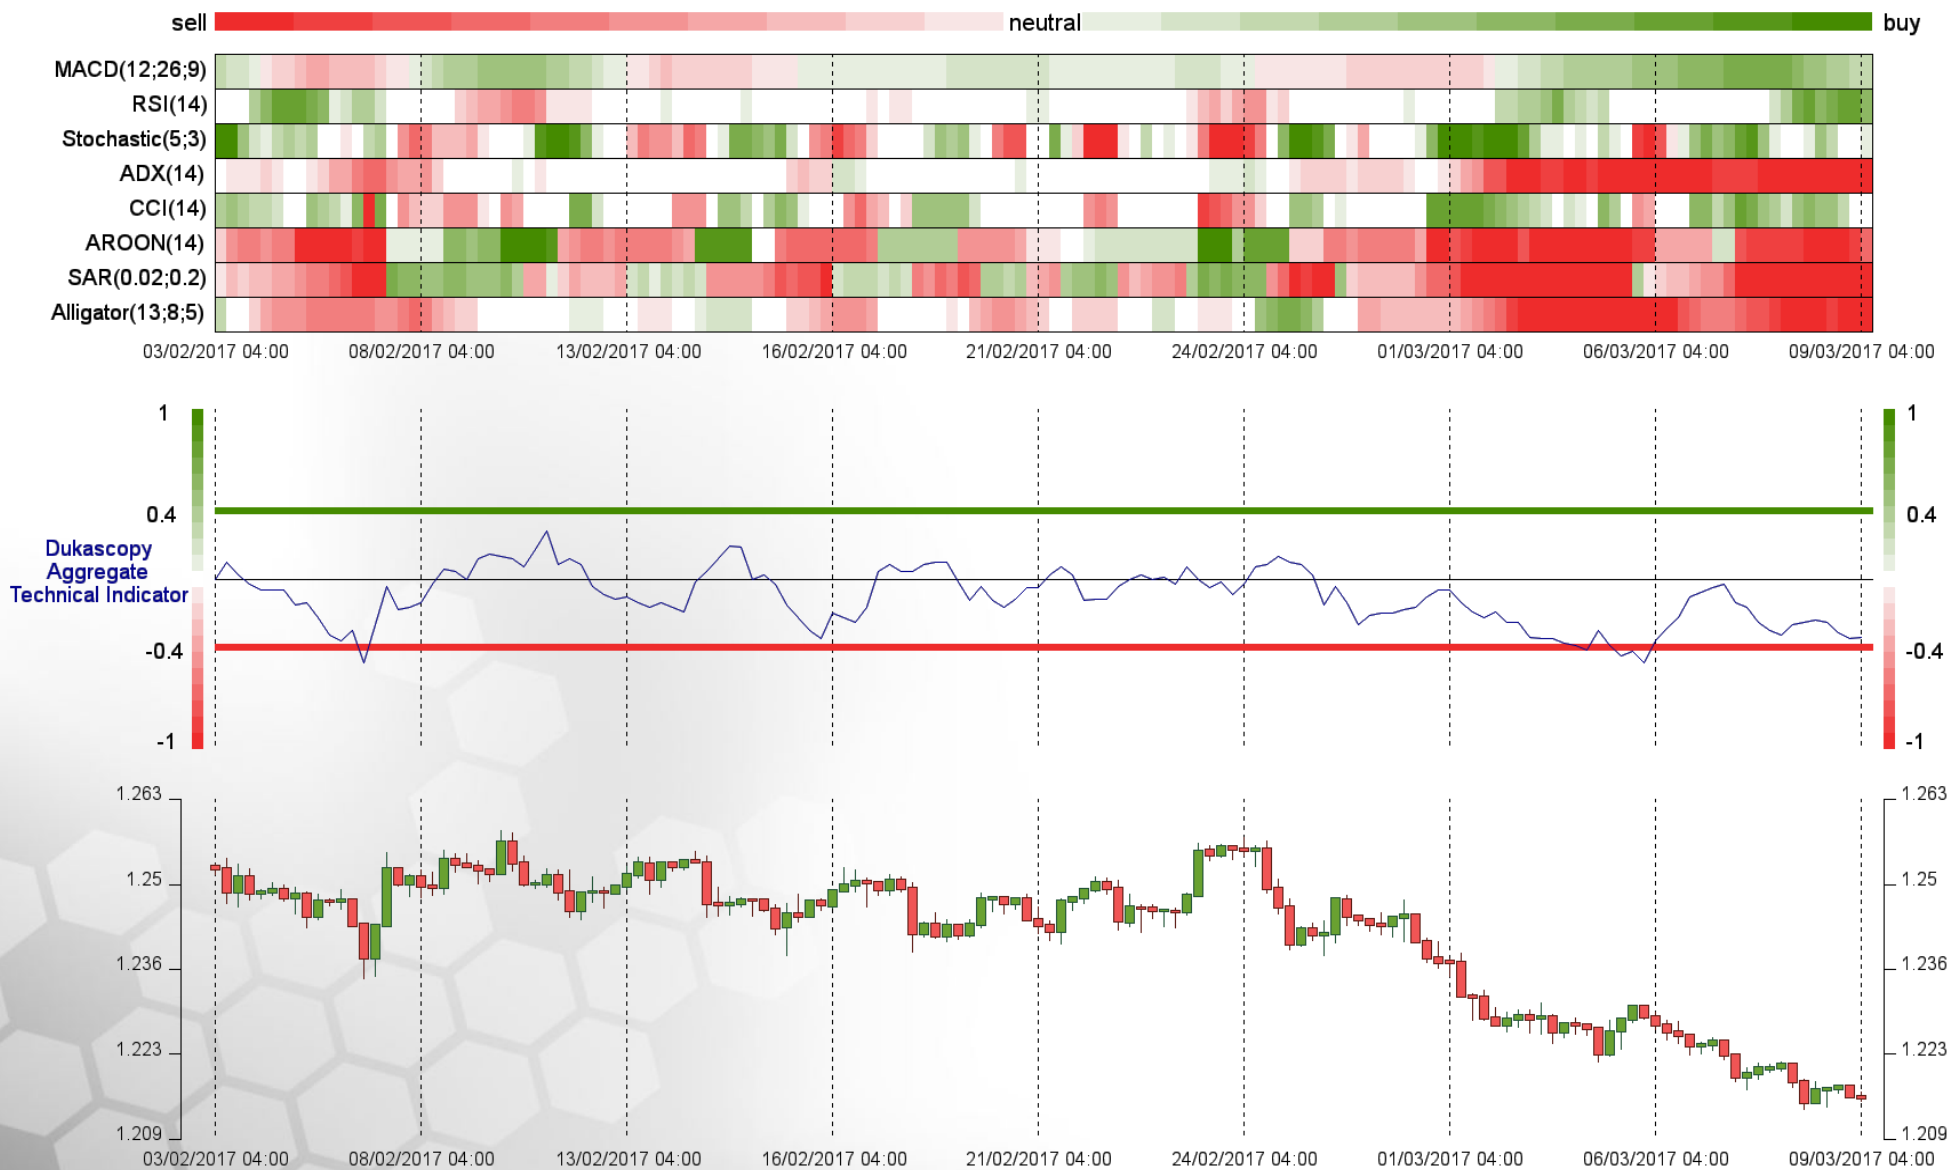 sell neutral buy
MACD(12;26;9)
RSI(14)
Stochastic(5;3)
ADX(14)
CCI(14)
AROON(14)
SAR(0.02;0.2)
Alligator(13;8;5)
03/02/2017 04:00 08/02/2017 04:00 13/02/2017 04:00 16/02/2017 04:00 21/02/2017 04:00 24/02/2017 04:00 01/03/2017 04:00 06/03/2017 04:00 09/03/2017 04:00
1 1
0.4 0.4
Dukascopy
Aggregate
Technical Indicator
-0.4 -0.4
-1 -1
1.263 1.263
1.25 1.25
1.236 1.236
1.223 1.223
1.209 1.209
03/02/2017 04:00 08/02/2017 04:00 13/02/2017 04:00 16/02/2017 04:00 21/02/2017 04:00 24/02/2017 04:00 01/03/2017 04:00 06/03/2017 04:00 09/03/2017 04:00